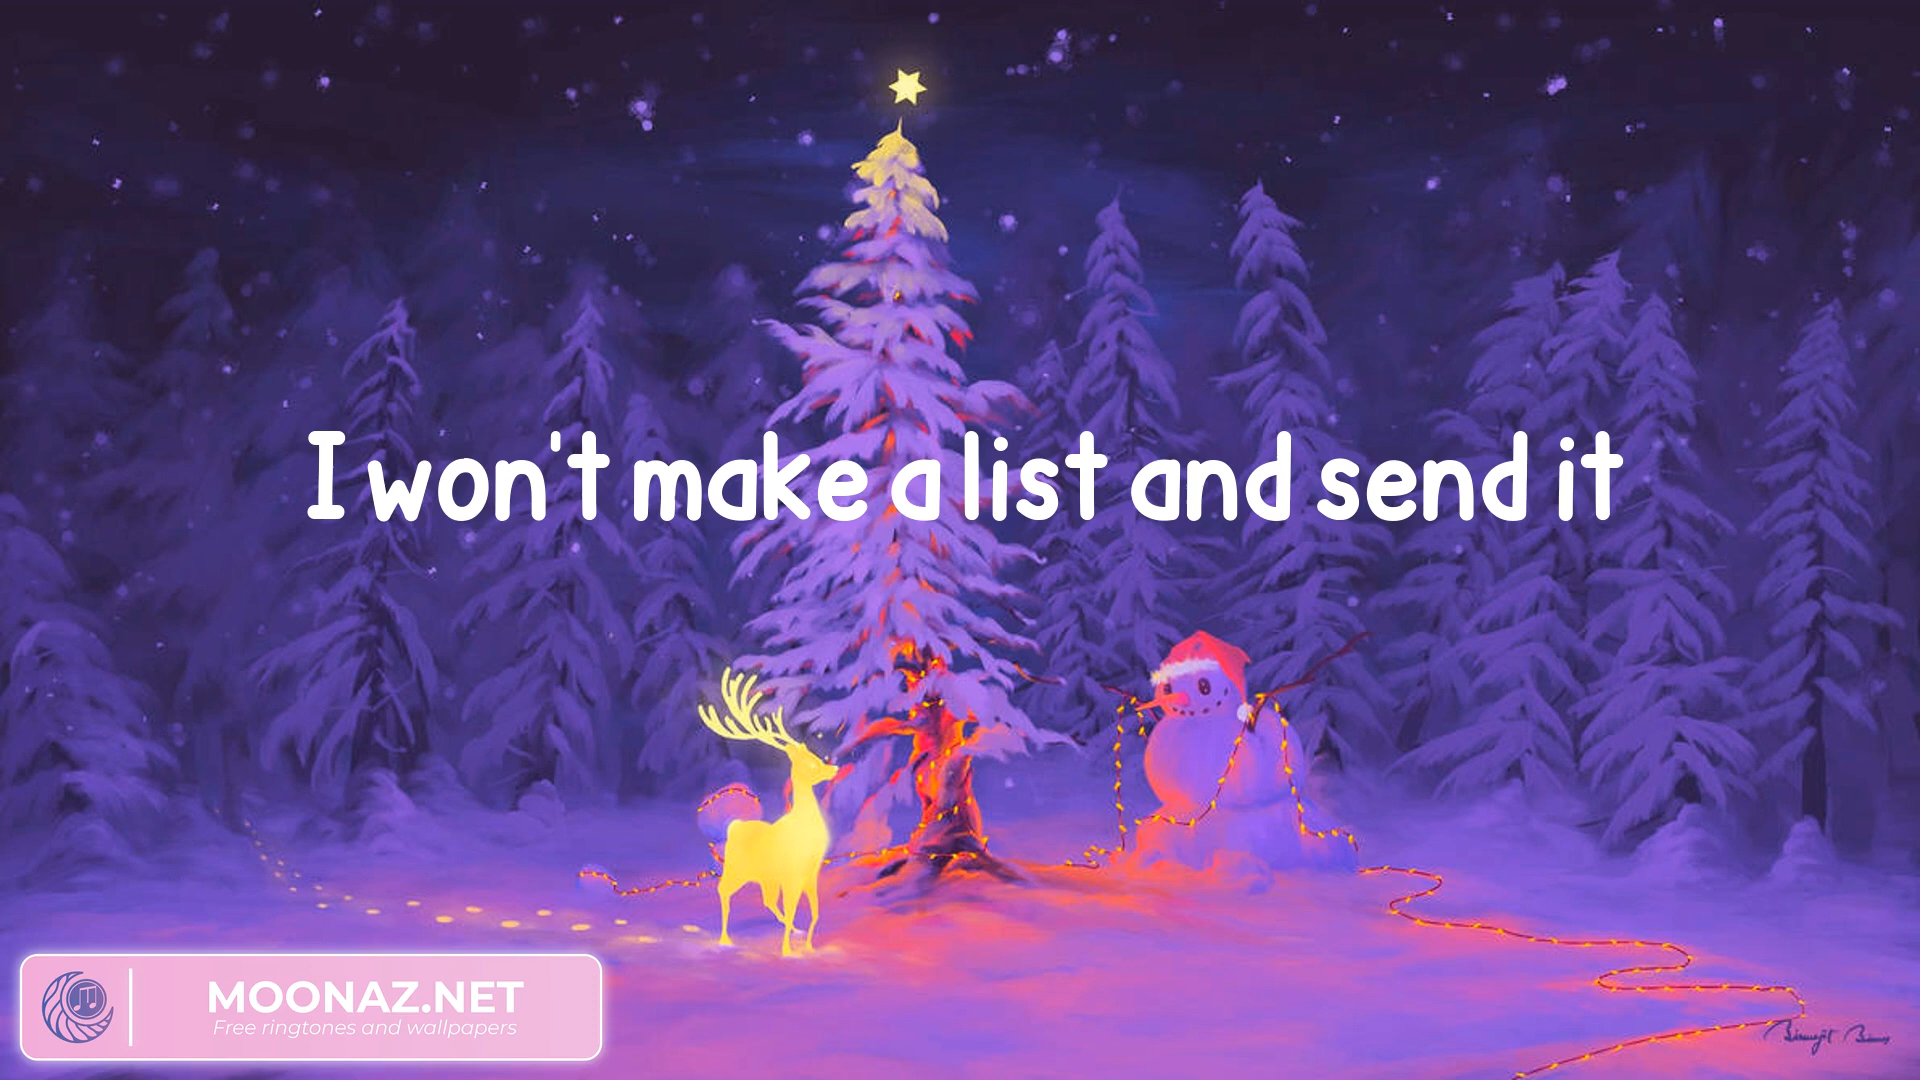 I won't make a list and send it
MOONAZ.NET
Free ringtones and wallpapers